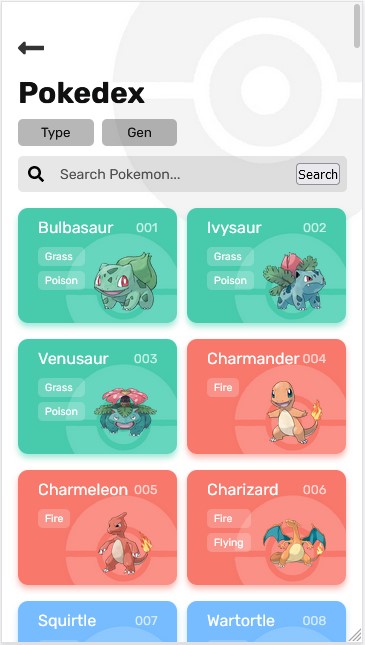 Pokedex
Type Gen
Search Pokemon... Search
Bulbasaur 001
Grass
Poison
Ivysaur 002
Grass
Poison
Venusaur 003
Grass
Poison
Charmander 004
Fire
Charmeleon 005
Fire
Charizard 006
Fire
Flying
Squirtle 007
Wartortle 008